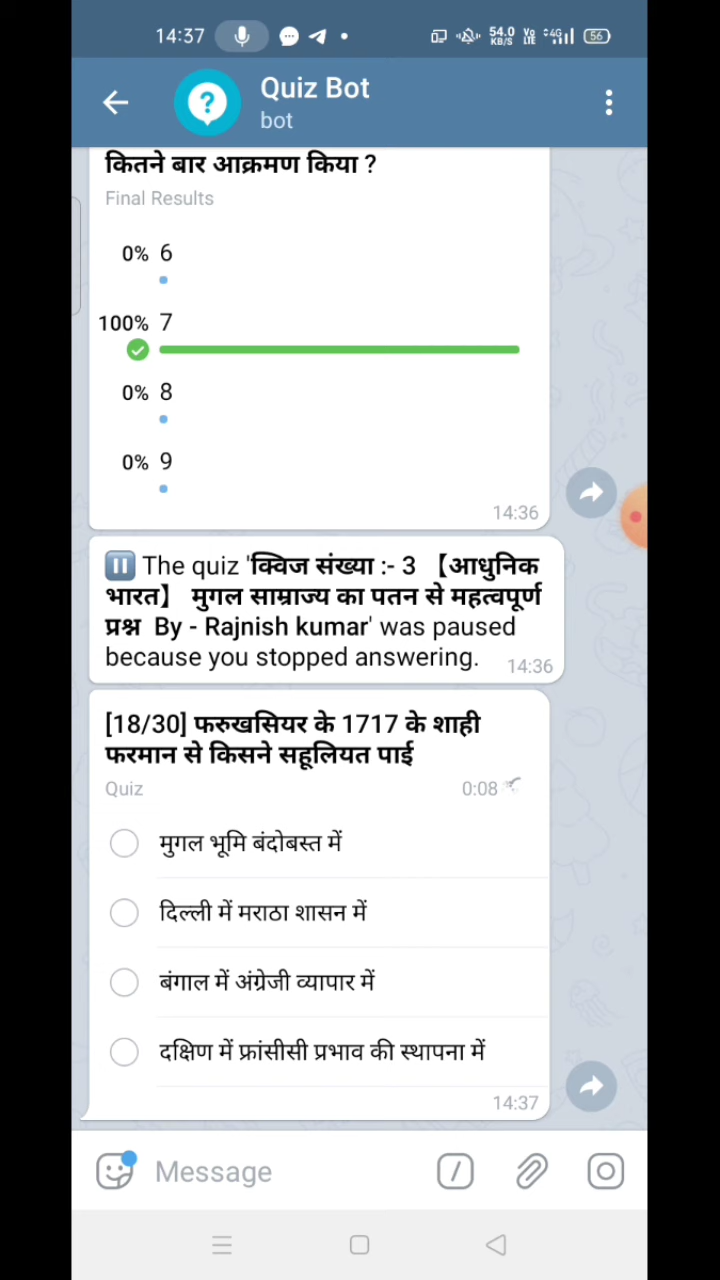 14:37
54.0 KB/S
Vo LTE
4G
56
Quiz Bot
bot
कितने बार आक्रमण किया ?
Final Results
0% 6
100% 7
0% 8
0% 9
14:36
The quiz 'क्विज संख्या :- 3 【आधुनिक
भारत】 मुगल साम्राज्य का पतन से महत्वपूर्ण
प्रश्न By - Rajnish kumar' was paused
because you stopped answering.
14:36
[18/30] फरुखसियर के 1717 के शाही
फरमान से किसने सहूलियत पाई
Quiz
0:08
मुगल भूमि बंदोबस्त में
दिल्ली में मराठा शासन में
बंगाल में अंग्रेजी व्यापार में
दक्षिण में फ्रांसीसी प्रभाव की स्थापना में
14:37
Message